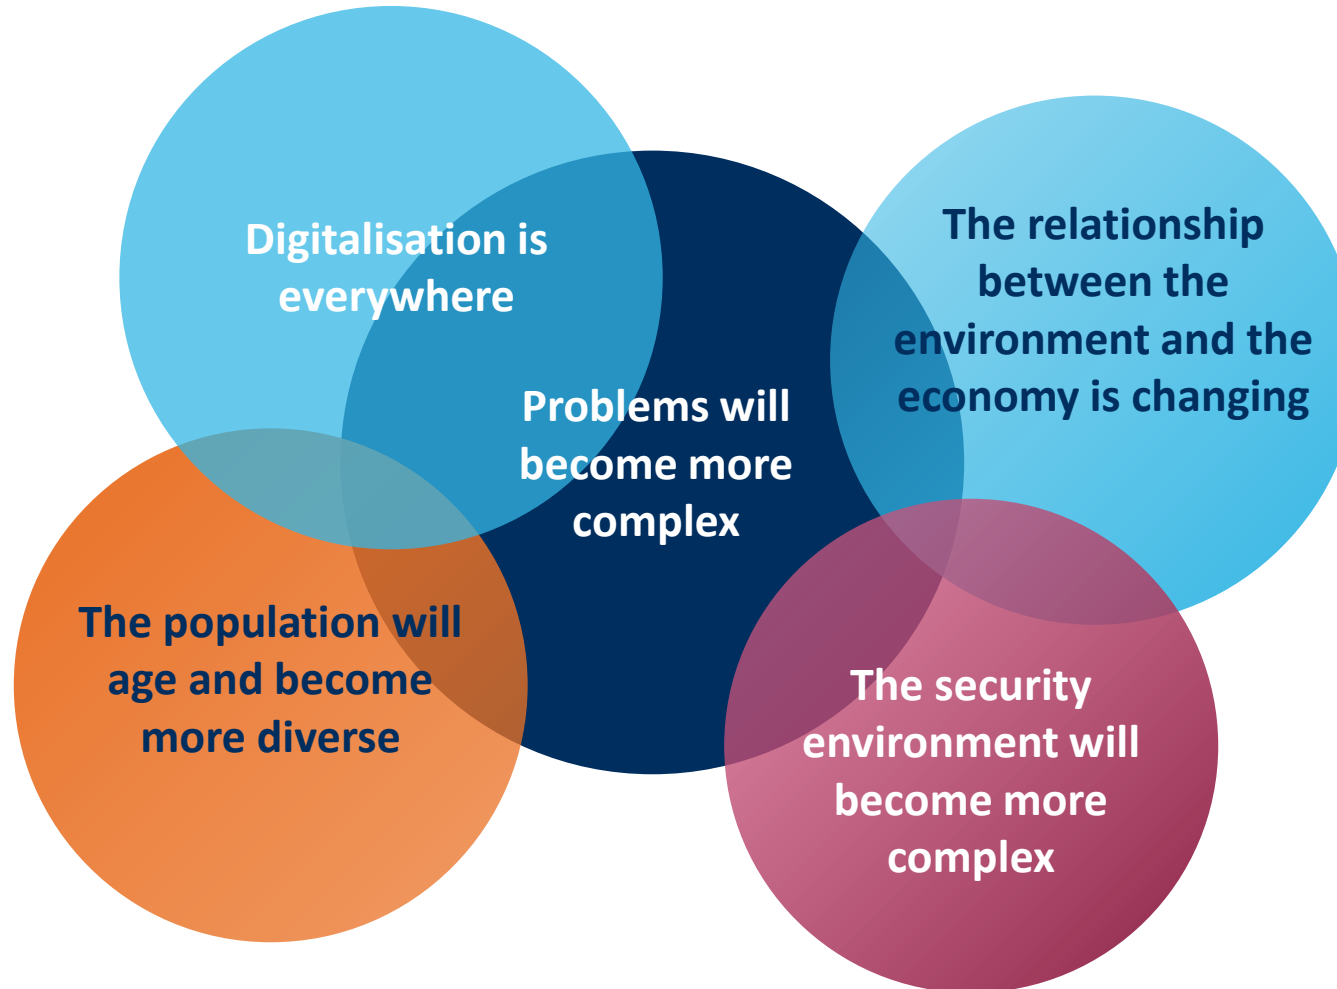 Digitalisation is
everywhere
The relationship
between the
environment and the
economy is changing
Problems will
become more
complex
The population will
age and become
more diverse
The security
environment will
become more
complex